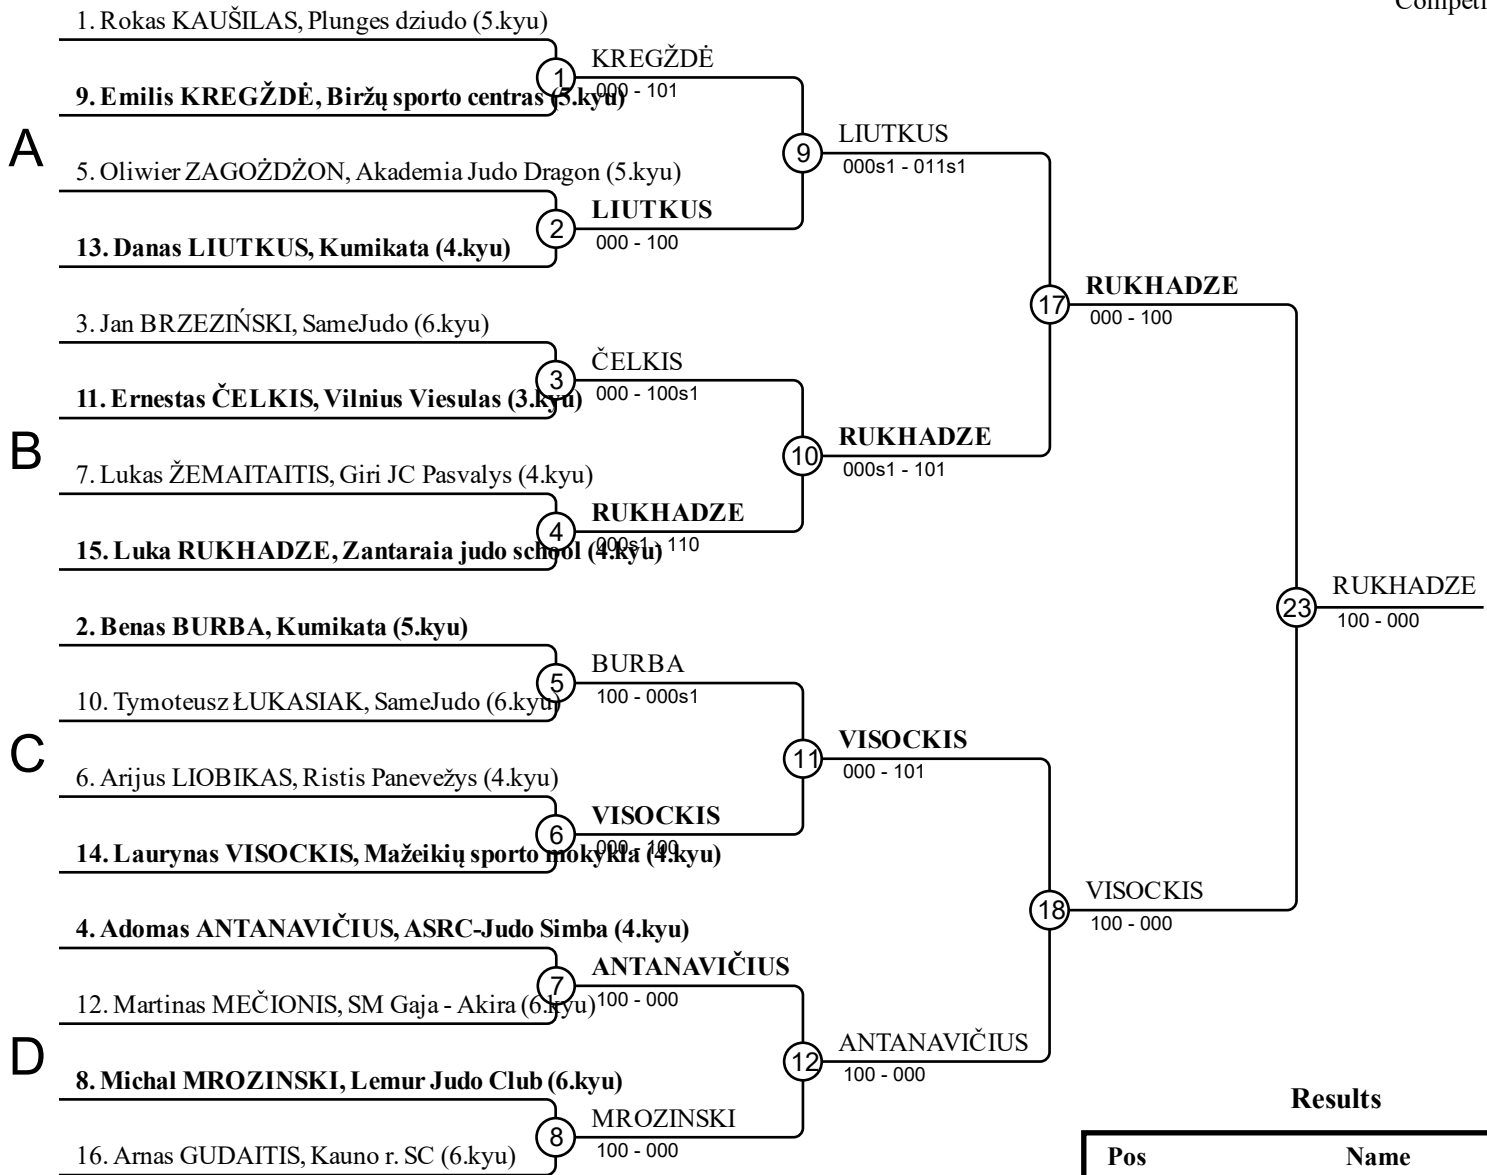 Competi
1. Rokas KAUŠILAS, Plunges dziudo (5.kyu)
1
KREGŽDĖ
000 - 101
9. Emilis KREGŽDĖ, Biržų sporto centras (5.kyu)
A
9
LIUTKUS
000s1 - 011s1
5. Oliwier ZAGOŻDŻON, Akademia Judo Dragon (5.kyu)
2
LIUTKUS
000 - 100
13. Danas LIUTKUS, Kumikata (4.kyu)
17
RUKHADZE
000 - 100
3. Jan BRZEZIŃSKI, SameJudo (6.kyu)
3
ČELKIS
000 - 100s1
11. Ernestas ČELKIS, Vilnius Viesulas (3.kyu)
B
10
RUKHADZE
000s1 - 101
7. Lukas ŽEMAITAITIS, Giri JC Pasvalys (4.kyu)
4
RUKHADZE
000s1 - 110
15. Luka RUKHADZE, Zantaraia judo school (4.kyu)
23
RUKHADZE
100 - 000
2. Benas BURBA, Kumikata (5.kyu)
5
BURBA
100 - 000s1
10. Tymoteusz ŁUKASIAK, SameJudo (6.kyu)
C
11
VISOCKIS
000 - 101
6. Arijus LIOBIKAS, Ristis Panevežys (4.kyu)
6
VISOCKIS
000 - 100
14. Laurynas VISOCKIS, Mažeikių sporto mokykla (4.kyu)
18
VISOCKIS
100 - 000
4. Adomas ANTANAVIČIUS, ASRC-Judo Simba (4.kyu)
7
ANTANAVIČIUS
100 - 000
12. Martinas MEČIONIS, SM Gaja - Akira (6.kyu)
D
12
ANTANAVIČIUS
100 - 000
8. Michal MROZINSKI, Lemur Judo Club (6.kyu)
8
MROZINSKI
100 - 000
16. Arnas GUDAITIS, Kauno r. SC (6.kyu)
Results
Pos Name